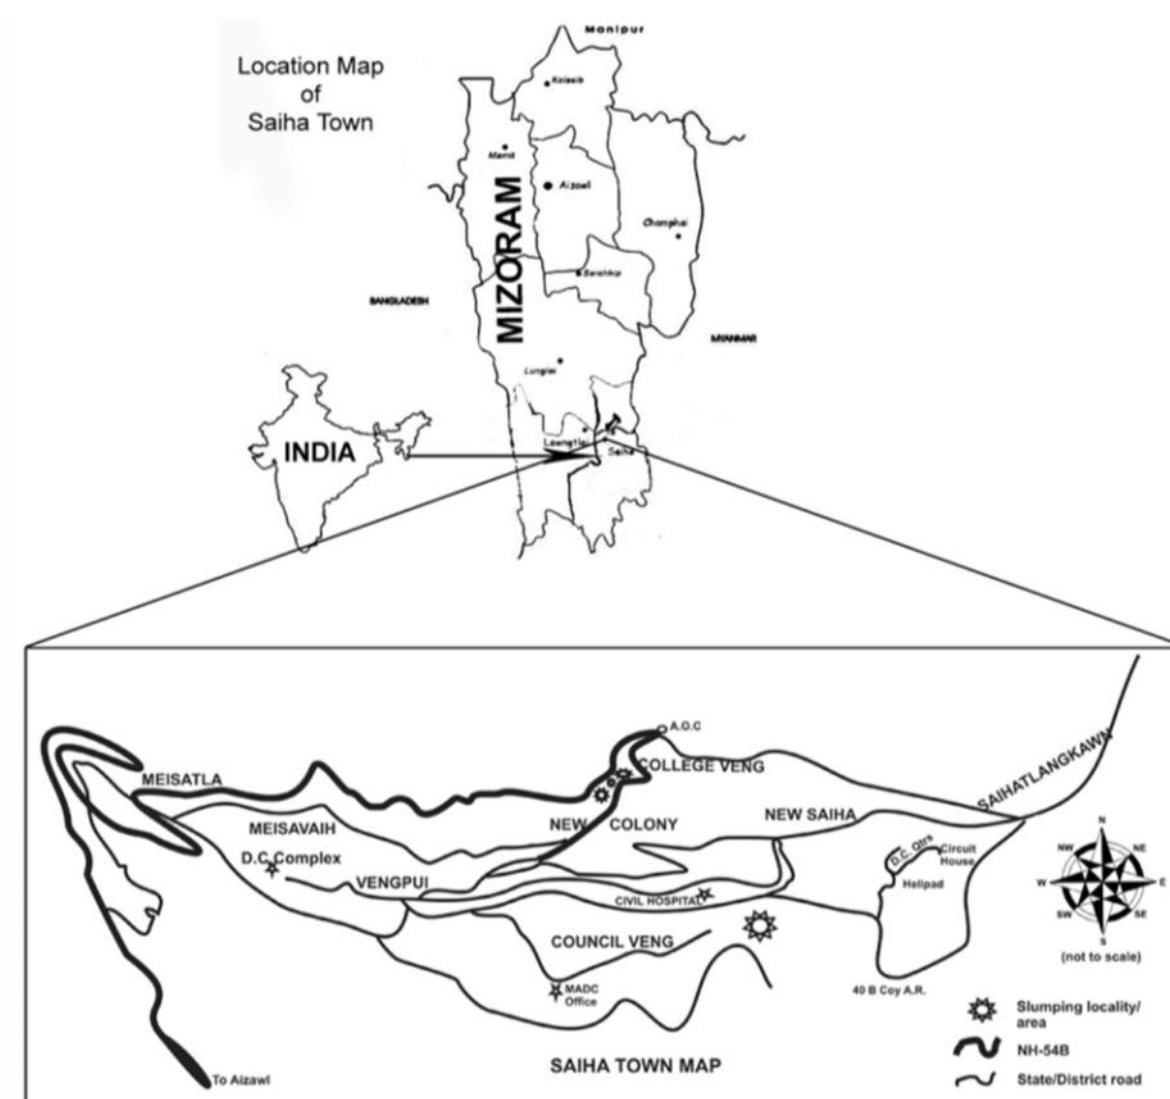 Location Map
of
Saiha Town
Manipur
Kolasib
Mamit
Aizawl
MIZORAM
Champhai
Serchhip
BANGLADESH
MYANMAR
Lunglei
INDIA
Lawngtlai
Saiha
A.O.C
COLLEGE VENG
MEISATLA
SAIHATLANGKAWN
NEW SAIHA
MEISAVAIH
NEW COLONY
D.C.Complex
D.C. Qtrs
Circuit
House
Helipad
VENGPUI
CIVIL HOSPITAL
COUNCIL VENG
MADC
Office
40 B Coy A.R.
N
NW
NE
W
E
SW
SE
S
(not to scale)
Slumping locality/
area
NH-54B
State/District road
SAIHA TOWN MAP
To Aizawl